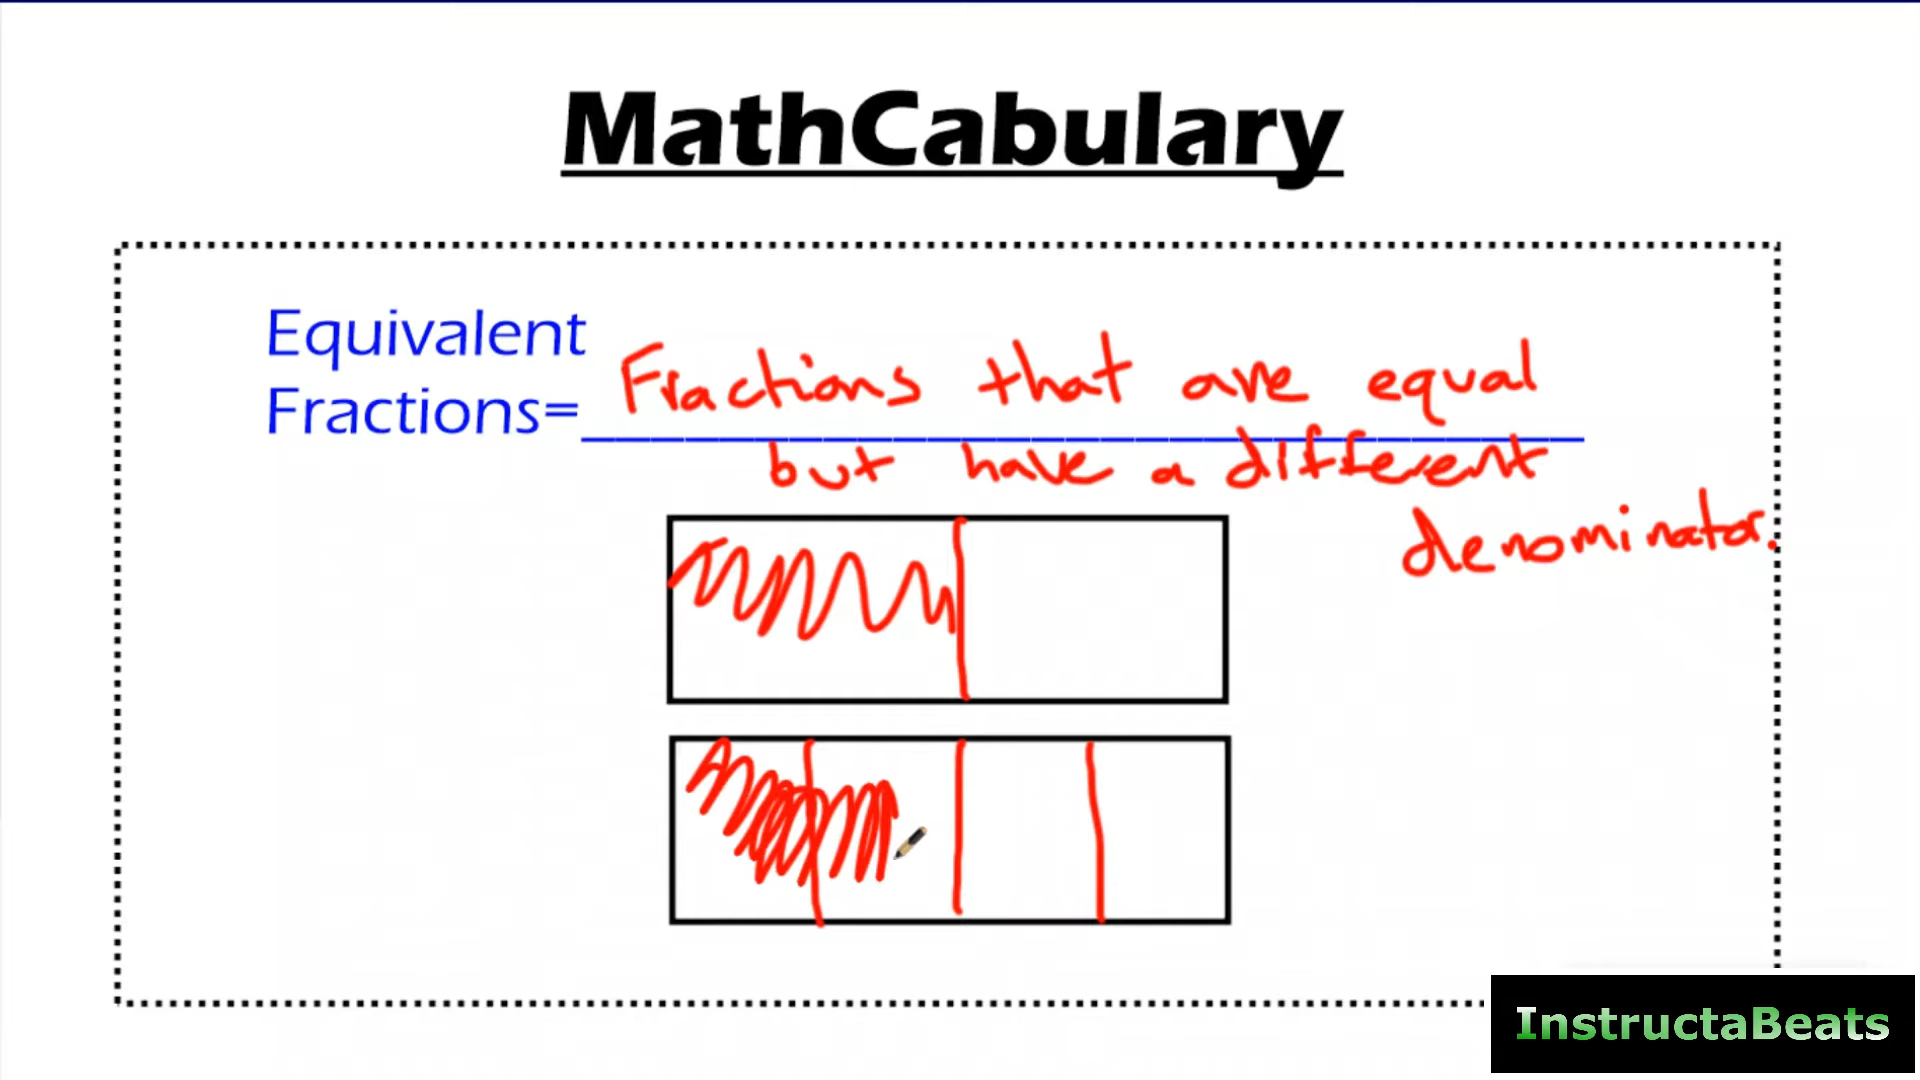 MathCabulary
Equivalent
Fractions= Fractions that are equal
but have a different
denominator.
InstructaBeats